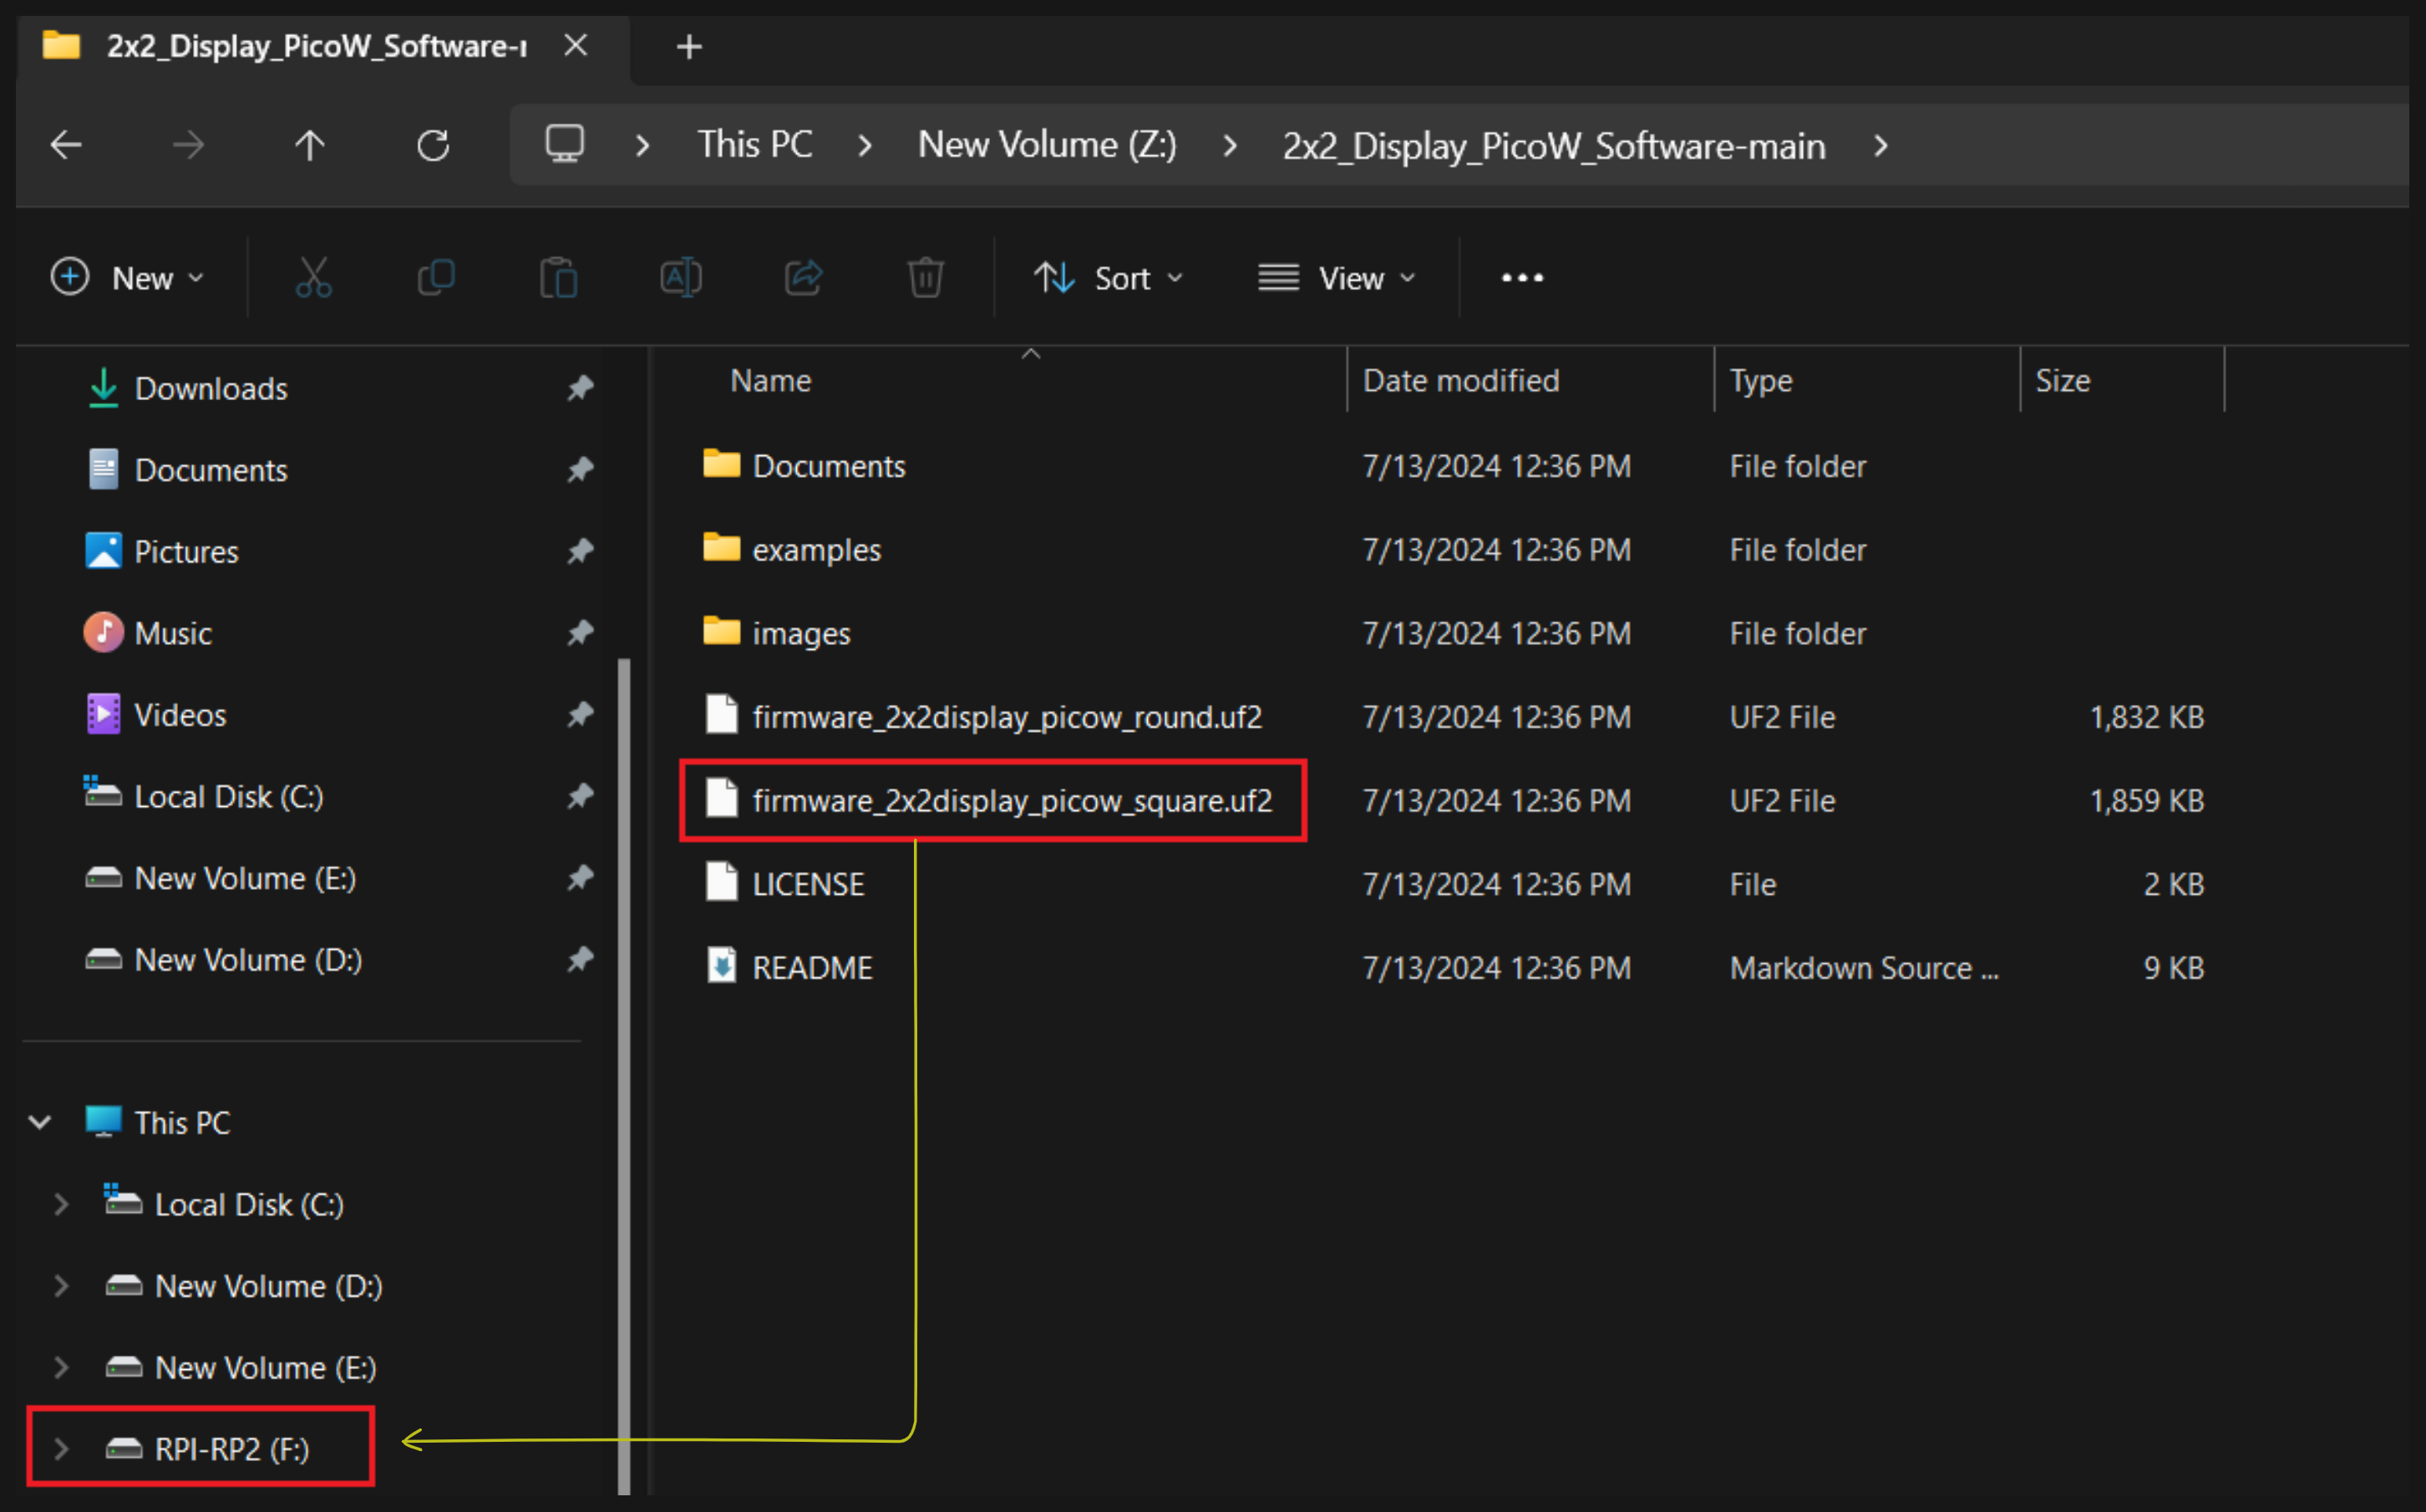 2x2_Display_PicoW_Software-
This PC > New Volume (Z:) > 2x2_Display_PicoW_Software-main >
New Sort View
Name Date modified Type Size
Downloads
Documents
Pictures
Music
Videos
Local Disk (C:)
New Volume (E:)
New Volume (D:)
This PC
Local Disk (C:)
New Volume (D:)
New Volume (E:)
RPI-RP2 (F:)
Documents 7/13/2024 12:36 PM File folder
examples 7/13/2024 12:36 PM File folder
images 7/13/2024 12:36 PM File folder
firmware_2x2display_picow_round.uf2 7/13/2024 12:36 PM UF2 File 1,832 KB
firmware_2x2display_picow_square.uf2 7/13/2024 12:36 PM UF2 File 1,859 KB
LICENSE 7/13/2024 12:36 PM File 2 KB
README 7/13/2024 12:36 PM Markdown Source ... 9 KB